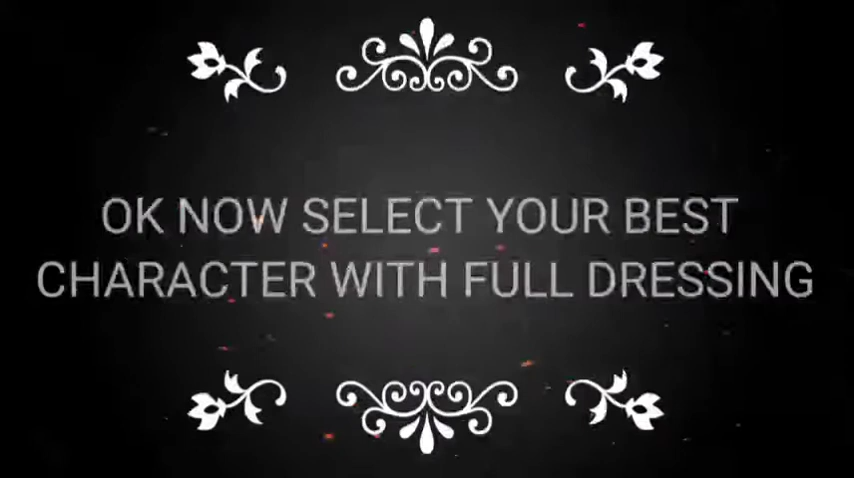 OK NOW SELECT YOUR BEST
CHARACTER WITH FULL DRESSING